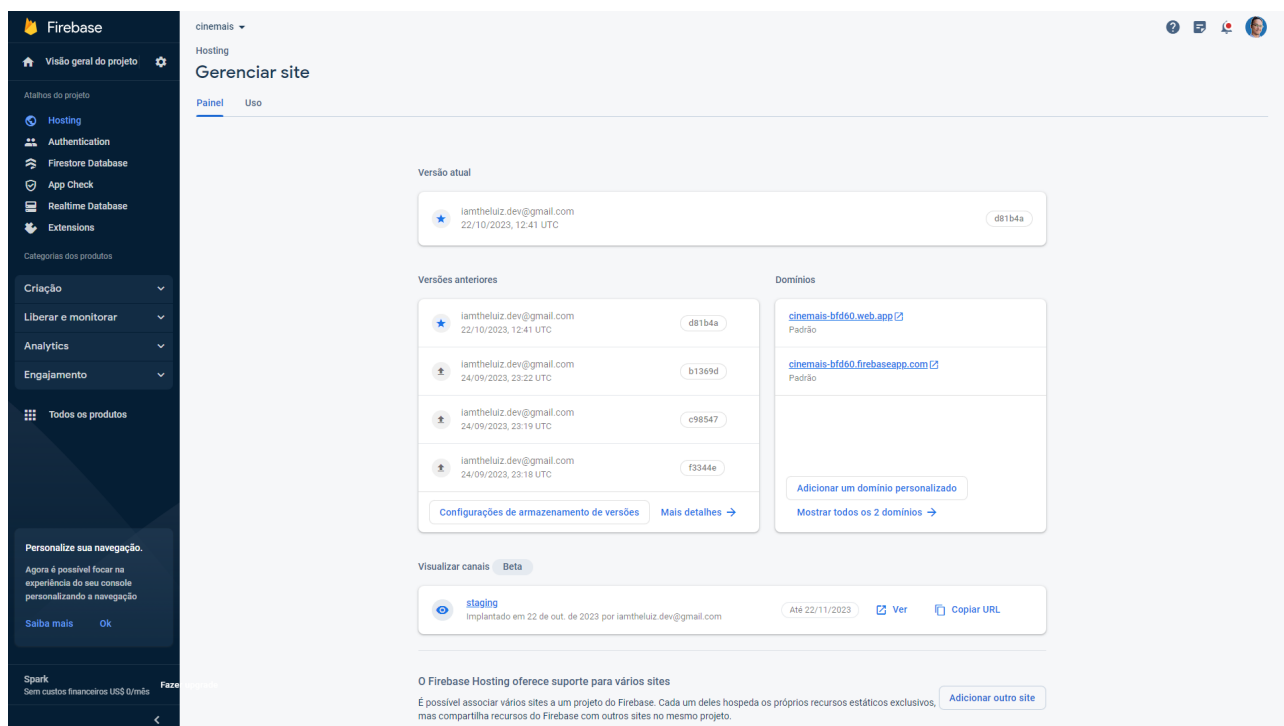 Firebase
Visão geral do projeto
Atalhos do projeto
Hosting
Authentication
Firestore Database
App Check
Realtime Database
Extensions
Categorias dos produtos
Criação
Liberar e monitorar
Analytics
Engajamento
Todos os produtos
Personalize sua navegação.
Agora é possível focar na
experiência do seu console
personalizando a navegação
Saiba mais Ok
Spark
Sem custos financeiros US$ 0/mês
cinemais
Hosting
Gerenciar site
Painel Uso
Versão atual
iamtheluiz.dev@gmail.com
22/10/2023, 12:41 UTC
d81b4a
Versões anteriores
iamtheluiz.dev@gmail.com
22/10/2023, 12:41 UTC
d81b4a
iamtheluiz.dev@gmail.com
24/09/2023, 23:22 UTC
b1369d
iamtheluiz.dev@gmail.com
24/09/2023, 23:19 UTC
c98547
iamtheluiz.dev@gmail.com
24/09/2023, 23:18 UTC
f3344e
Configurações de armazenamento de versões Mais detalhes
Domínios
cinemais-bfd60.web.app
Padrão
cinemais-bfd60.firebaseapp.com
Padrão
Adicionar um domínio personalizado
Mostrar todos os 2 domínios
Visualizar canais Beta
staging
Implantado em 22 de out. de 2023 por iamtheluiz.dev@gmail.com
Até 22/11/2023 Ver Copiar URL
O Firebase Hosting oferece suporte para vários sites
É possível associar vários sites a um projeto do Firebase. Cada um deles hospeda os próprios recursos estáticos exclusivos,
mas compartilha recursos do Firebase com outros sites no mesmo projeto.
Adicionar outro site